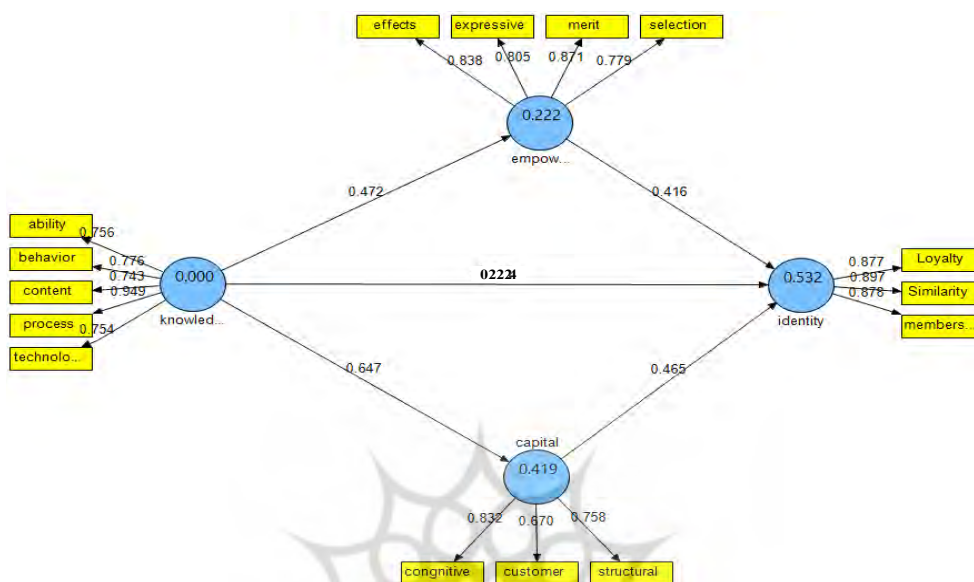 effects
expressive
merit
selection
0.838
0.805
0.871
0.779
0.222
empow...
0.472
0.416
ability
behavior
content
process
technolo...
0.756
0.776
0.743
0.949
0.754
0,000
knowled...
02224
0.532
identity
0.877
0.897
0.878
Loyalty
Similarity
members...
0.647
0.465
capital
0.419
0.832
0.670
0.758
congnitive
customer
structural